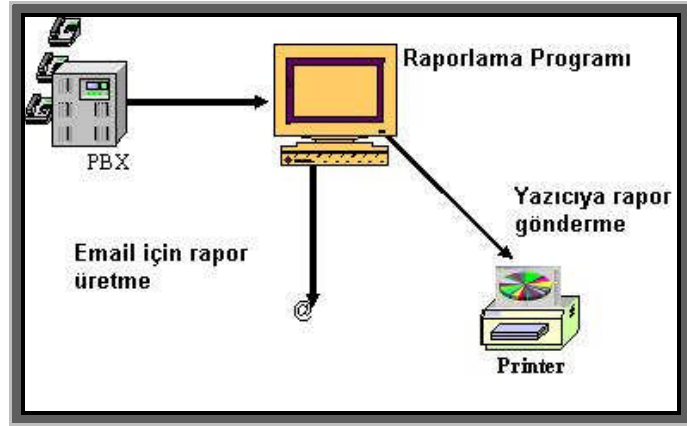 Raporlama Programı
PBX
Yazıcıya rapor
gönderme
Email için rapor
üretme
@
Printer